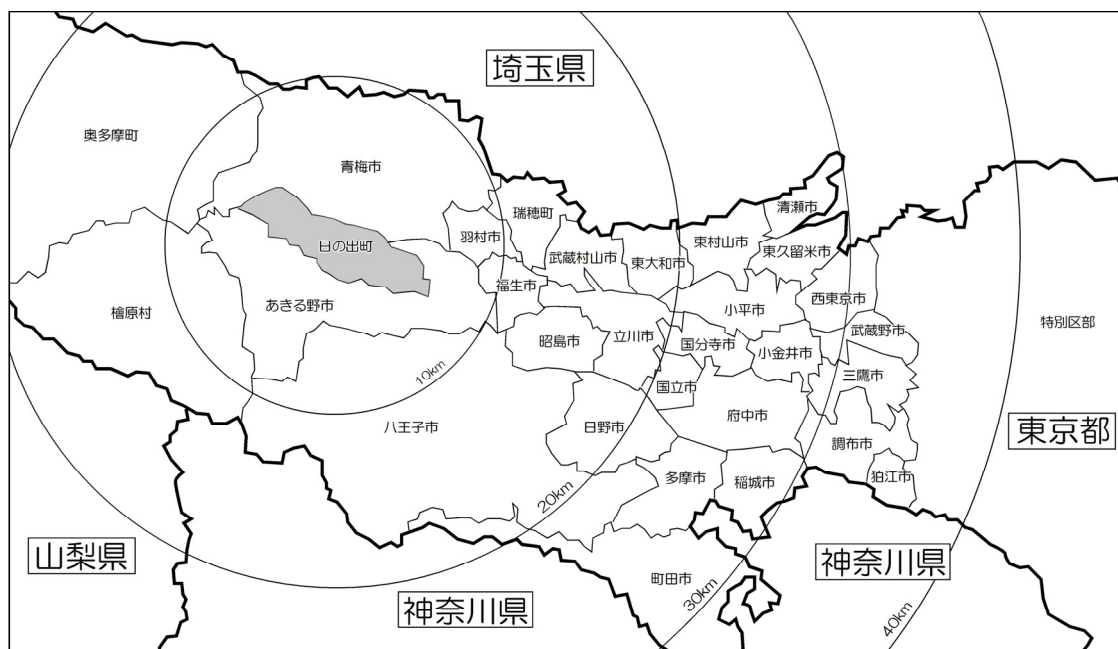 埼玉県
奥多摩町
青梅市
清瀬市
瑞穂町
羽村市
東村山市
日の出町
東久留米市
武蔵村山市
東大和市
福生市
西東京市
あきる野市
小平市
檜原村
特別区部
武蔵野市
昭島市
立川市
国分寺市
小金井市
10km
三鷹市
国立市
八王子市
日野市
府中市
東京都
調布市
多摩市
稲城市
狛江市
20km
山梨県
神奈川県
町田市
30km
神奈川県
40km